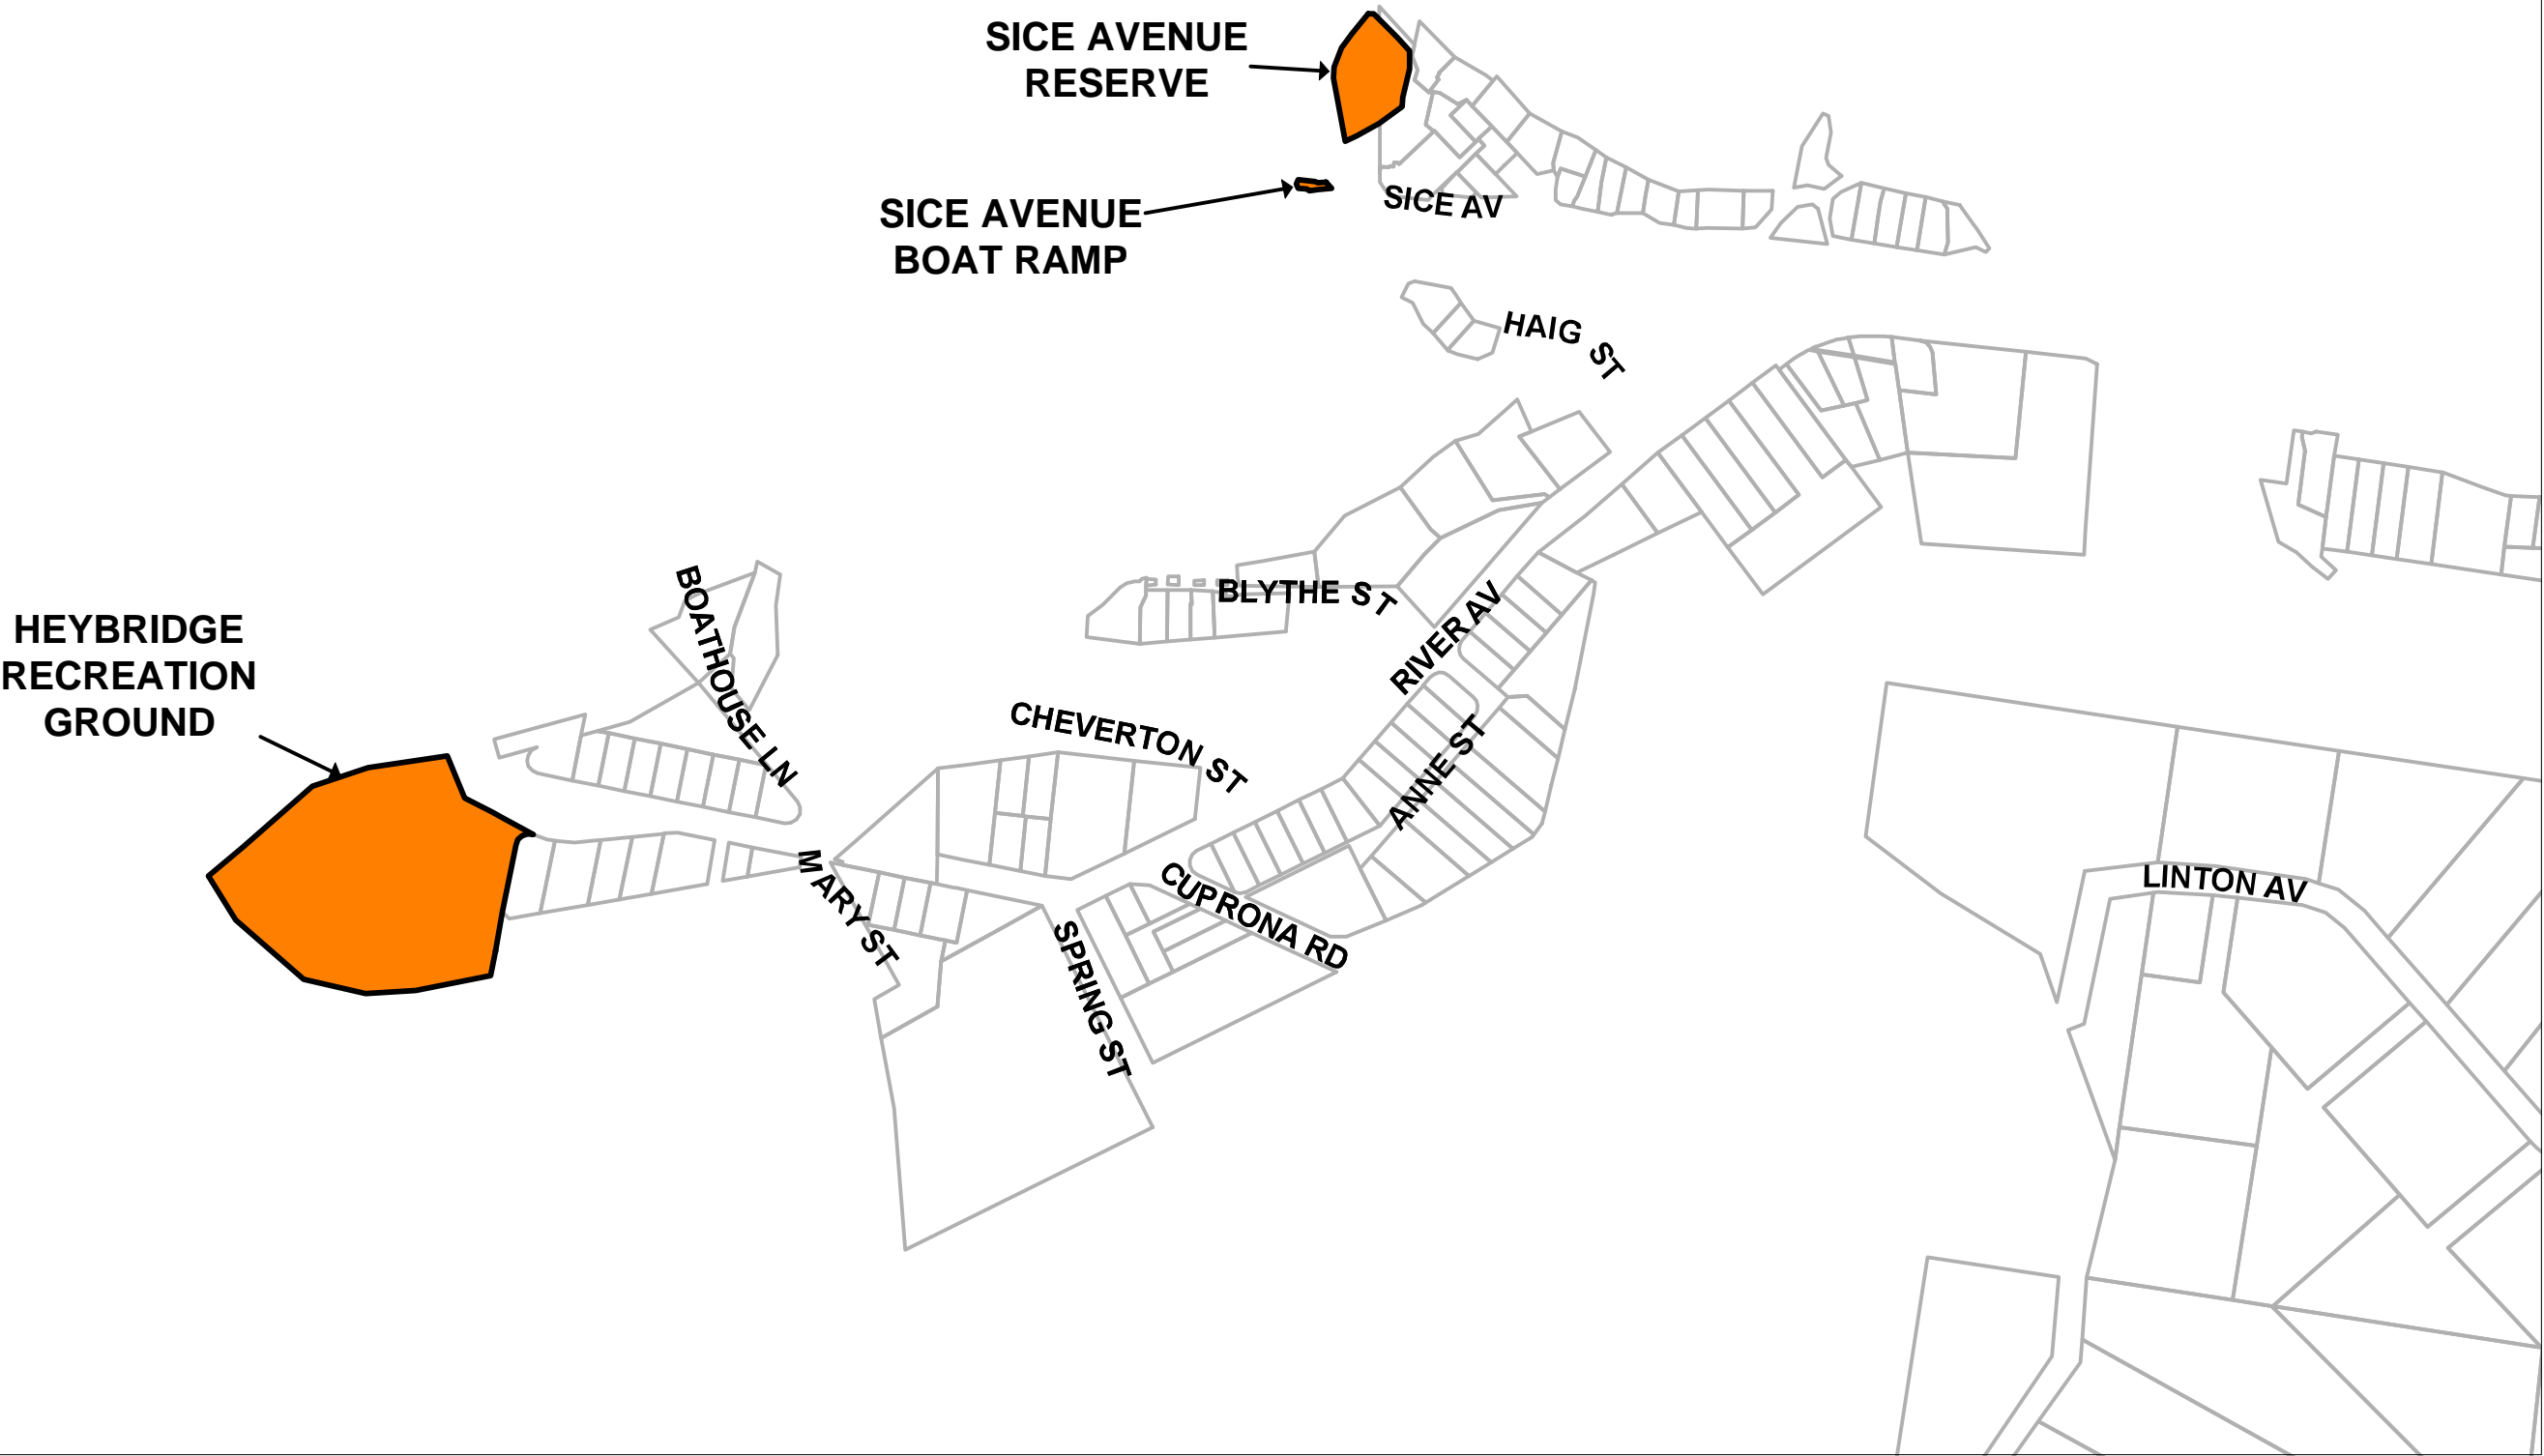 SICE AVENUE
RESERVE
SICE AVENUE
BOAT RAMP
SICE AV
HAIG ST
BLYTHE ST
RIVER AV
BOATHOUSE LN
HEYBRIDGE
RECREATION
GROUND
CHEVERTON ST
ANNE ST
MARY ST
CUPRONA RD
SPRING ST
LINTON AV